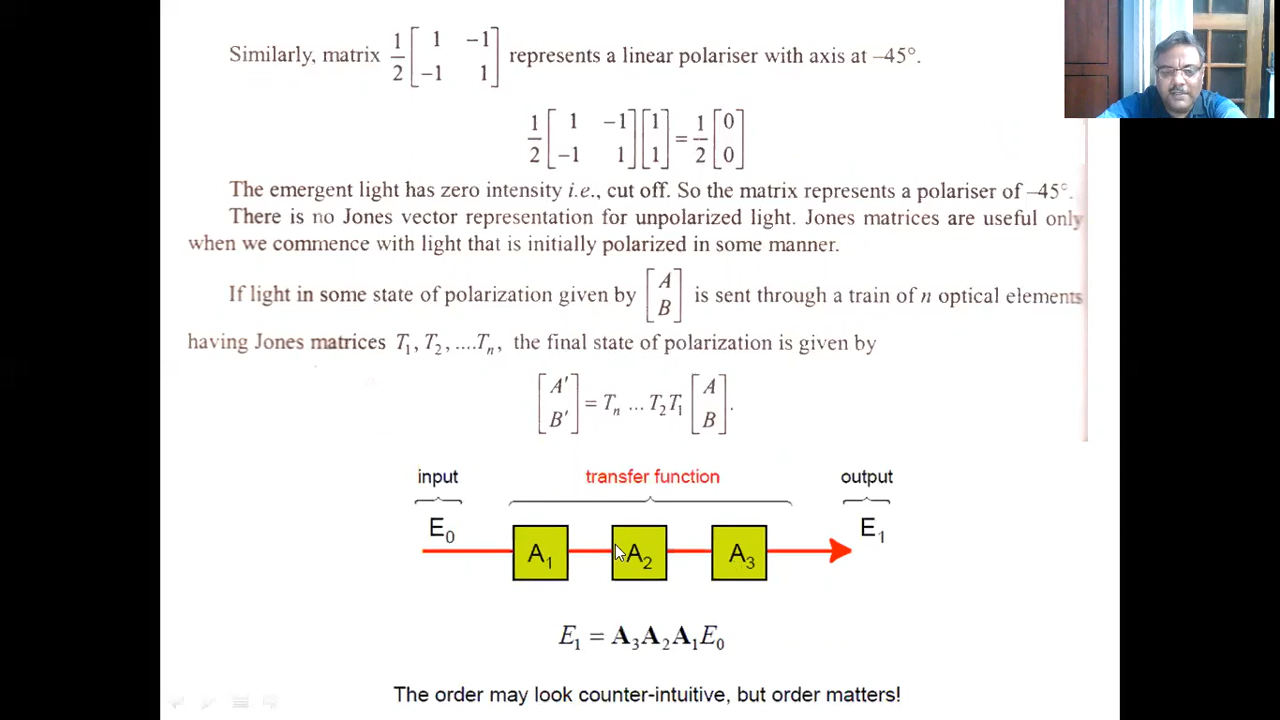 Similarly, matrix 1/2 [1 −1; −1 1] represents a linear polariser with axis at –45°.
1/2 [1 −1; −1 1] [1; 1] = 1/2 [0; 0]
The emergent light has zero intensity i.e., cut off. So the matrix represents a polariser of –45°.
There is no Jones vector representation for unpolarized light. Jones matrices are useful only
when we commence with light that is initially polarized in some manner.
If light in some state of polarization given by [A; B] is sent through a train of n optical elements
having Jones matrices T₁, T₂, ....Tₙ, the final state of polarization is given by
[A′; B′] = Tₙ ... T₂T₁ [A; B].
input transfer function output
E₀ A₁ A₂ A₃ E₁
E₁ = A₃A₂A₁E₀
The order may look counter-intuitive, but order matters!